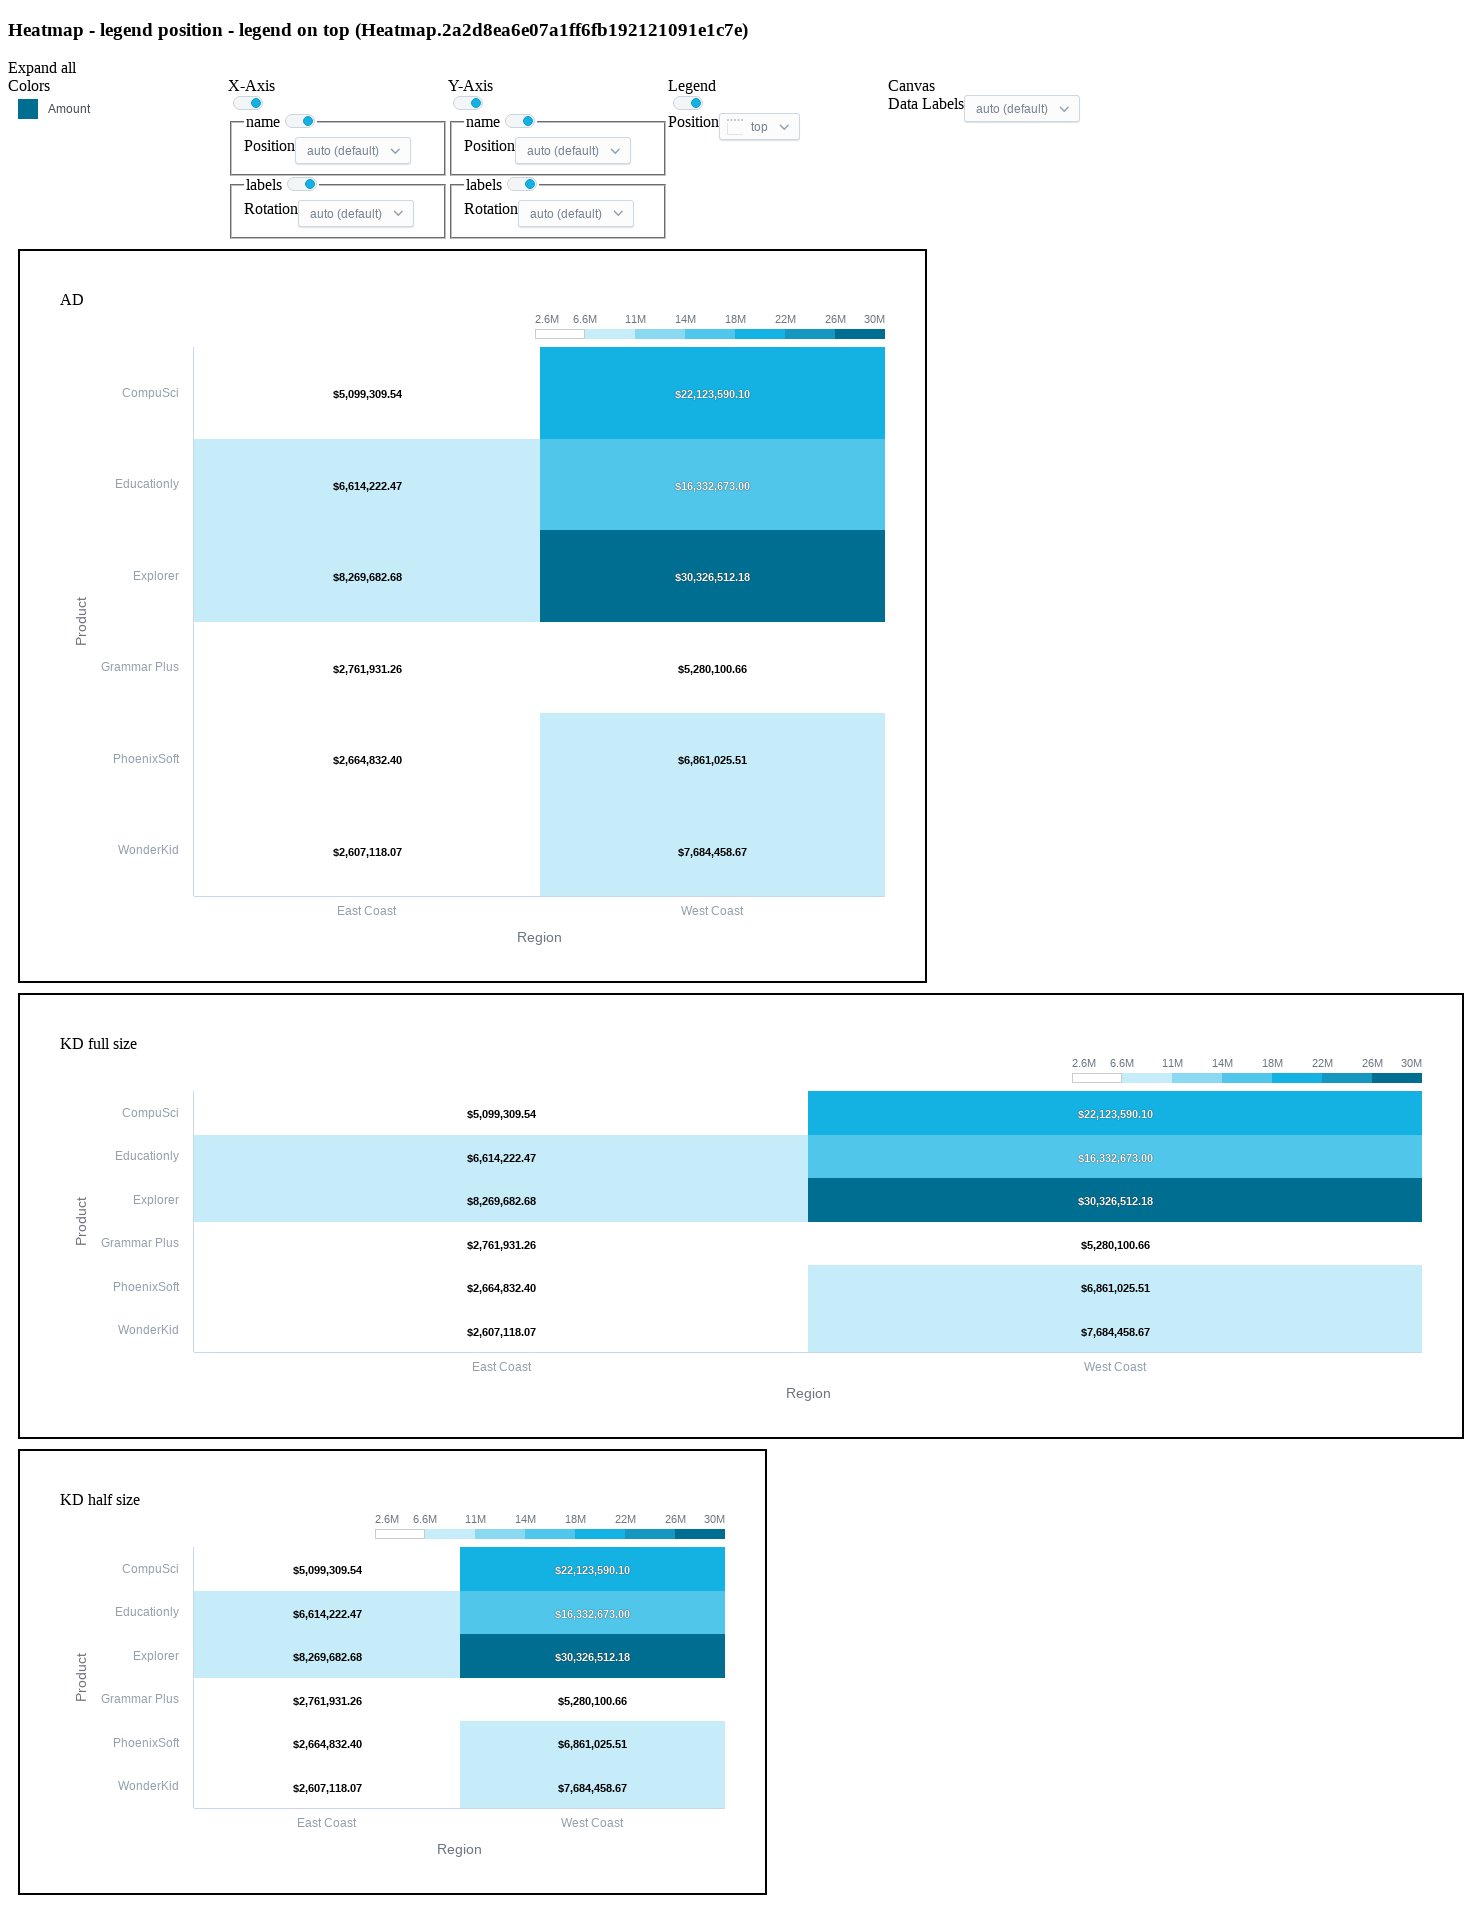 Heatmap - legend position - legend on top (Heatmap.2a2d8ea6e07a1ff6fb192121091e1c7e)
Expand all
Colors X-Axis Y-Axis Legend Canvas
Amount Data Labels auto (default)
name name Position top
Position auto (default) Position auto (default)
labels labels
Rotation auto (default) Rotation auto (default)
AD
2.6M 6.6M 11M 14M 18M 22M 26M 30M
CompuSci $5,099,309.54 $22,123,590.10
Educationly $6,614,222.47 $16,332,673.00
Explorer $8,269,682.68 $30,326,512.18
Product
Grammar Plus $2,761,931.26 $5,280,100.66
PhoenixSoft $2,664,832.40 $6,861,025.51
WonderKid $2,607,118.07 $7,684,458.67
East Coast West Coast
Region
KD full size
2.6M 6.6M 11M 14M 18M 22M 26M 30M
CompuSci $5,099,309.54 $22,123,590.10
Educationly $6,614,222.47 $16,332,673.00
Explorer $8,269,682.68 $30,326,512.18
Product
Grammar Plus $2,761,931.26 $5,280,100.66
PhoenixSoft $2,664,832.40 $6,861,025.51
WonderKid $2,607,118.07 $7,684,458.67
East Coast West Coast
Region
KD half size
2.6M 6.6M 11M 14M 18M 22M 26M 30M
CompuSci $5,099,309.54 $22,123,590.10
Educationly $6,614,222.47 $16,332,673.00
Explorer $8,269,682.68 $30,326,512.18
Product
Grammar Plus $2,761,931.26 $5,280,100.66
PhoenixSoft $2,664,832.40 $6,861,025.51
WonderKid $2,607,118.07 $7,684,458.67
East Coast West Coast
Region